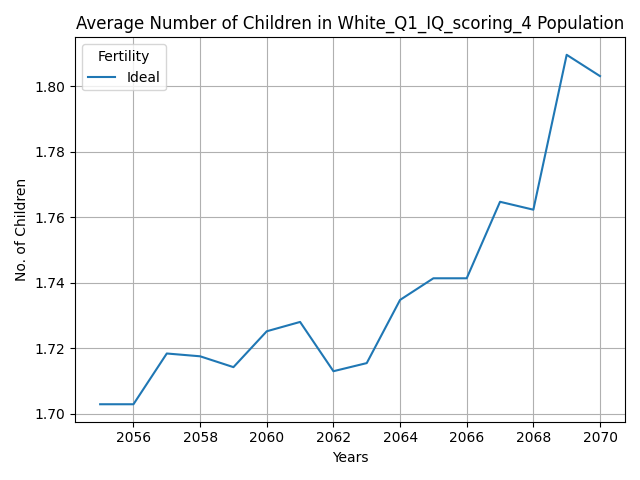 Average Number of Children in White_Q1_IQ_scoring_4 Population
Fertility
Ideal
No. of Children
1.80
1.78
1.76
1.74
1.72
1.70
2056 2058 2060 2062 2064 2066 2068 2070
Years